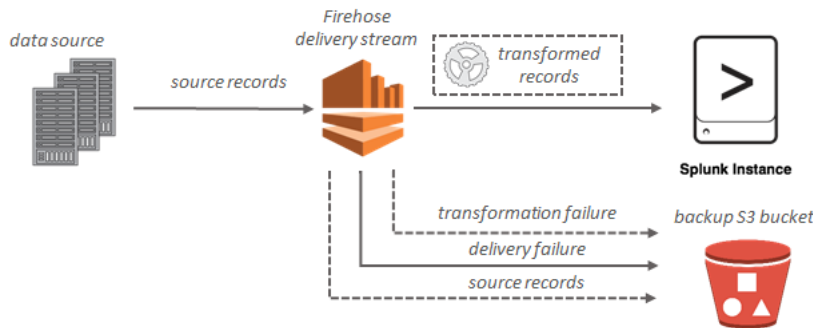 data source
source records
Firehose
delivery stream
transformed
records
>
Splunk Instance
transformation failure
delivery failure
source records
backup S3 bucket